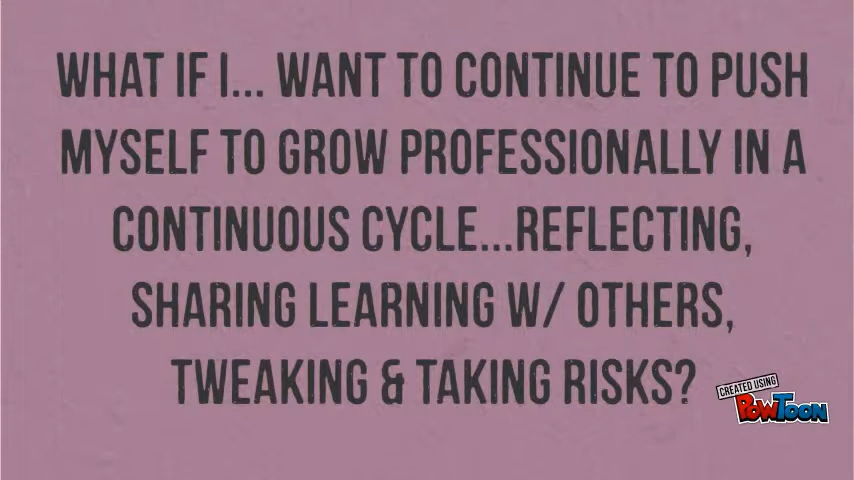 WHAT IF I... WANT TO CONTINUE TO PUSH
MYSELF TO GROW PROFESSIONALLY IN A
CONTINUOUS CYCLE...REFLECTING,
SHARING LEARNING W/ OTHERS,
TWEAKING & TAKING RISKS?
CREATED USING
POWTOON